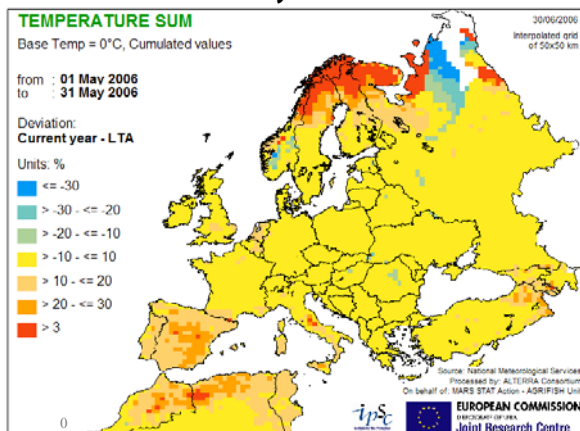 TEMPERATURE SUM
30/06/2006
Base Temp = 0°C, Cumulated values
Interpolated grid
of 50x50 km
from : 01 May 2006
to : 31 May 2006
Deviation:
Current year - LTA
Units: %
<= -30
> -30 - <= -20
> -20 - <= -10
> -10 - <= 10
> 10 - <= 20
> 20 - <= 30
> 3
Source: National Meteorological Services
Processed by: ALTERRA Consortium
On behalf of: MARS STAT Action - AGRIFISH Unit
0
ipsc
EUROPEAN COMMISSION
Joint Research Centre